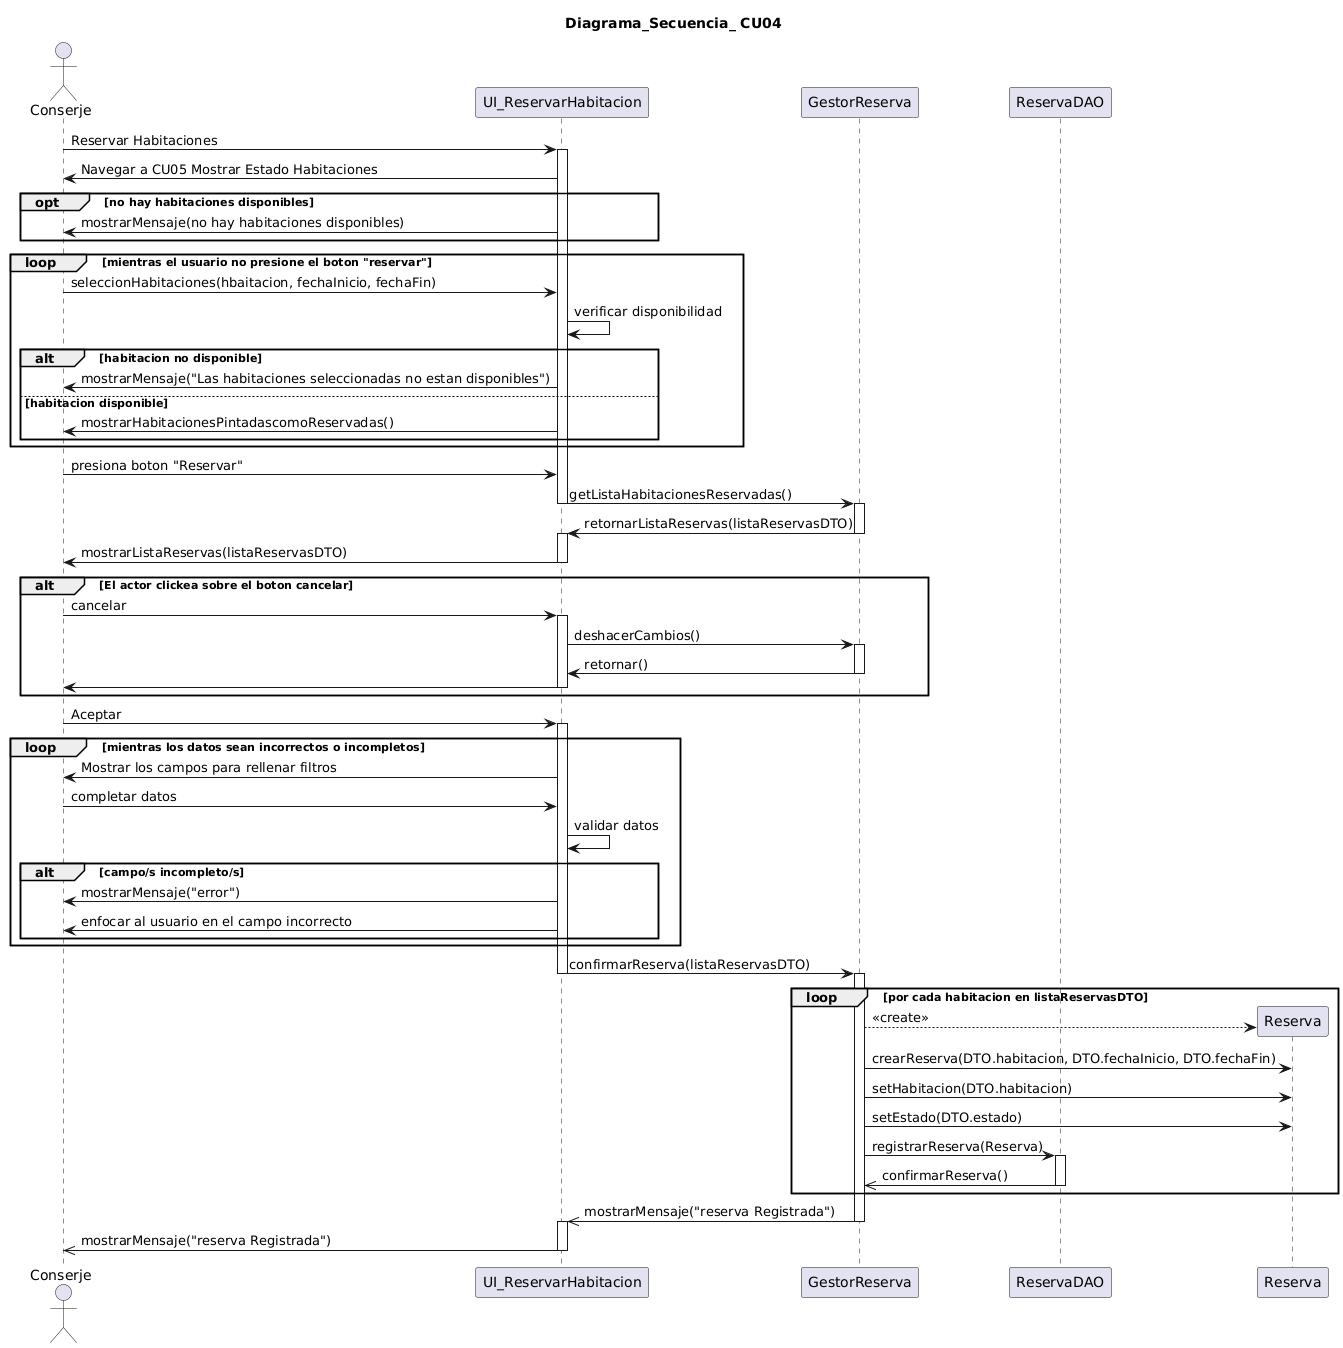 Diagrama_Secuencia_ CU04
Conserje
UI_ReservarHabitacion
GestorReserva
ReservaDAO
Reservar Habitaciones
Navegar a CU05 Mostrar Estado Habitaciones
opt [no hay habitaciones disponibles]
mostrarMensaje(no hay habitaciones disponibles)
loop [mientras el usuario no presione el boton "reservar"]
seleccionHabitaciones(hbaitacion, fechaInicio, fechaFin)
verificar disponibilidad
alt [habitacion no disponible]
mostrarMensaje("Las habitaciones seleccionadas no estan disponibles")
[habitacion disponible]
mostrarHabitacionesPintadascomoReservadas()
presiona boton "Reservar"
getListaHabitacionesReservadas()
retornarListaReservas(listaReservasDTO)
mostrarListaReservas(listaReservasDTO)
alt [El actor clickea sobre el boton cancelar]
cancelar
deshacerCambios()
retornar()
Aceptar
loop [mientras los datos sean incorrectos o incompletos]
Mostrar los campos para rellenar filtros
completar datos
validar datos
alt [campo/s incompleto/s]
mostrarMensaje("error")
enfocar al usuario en el campo incorrecto
confirmarReserva(listaReservasDTO)
loop [por cada habitacion en listaReservasDTO]
«create»
Reserva
crearReserva(DTO.habitacion, DTO.fechaInicio, DTO.fechaFin)
setHabitacion(DTO.habitacion)
setEstado(DTO.estado)
registrarReserva(Reserva)
confirmarReserva()
mostrarMensaje("reserva Registrada")
mostrarMensaje("reserva Registrada")
Conserje
UI_ReservarHabitacion
GestorReserva
ReservaDAO
Reserva